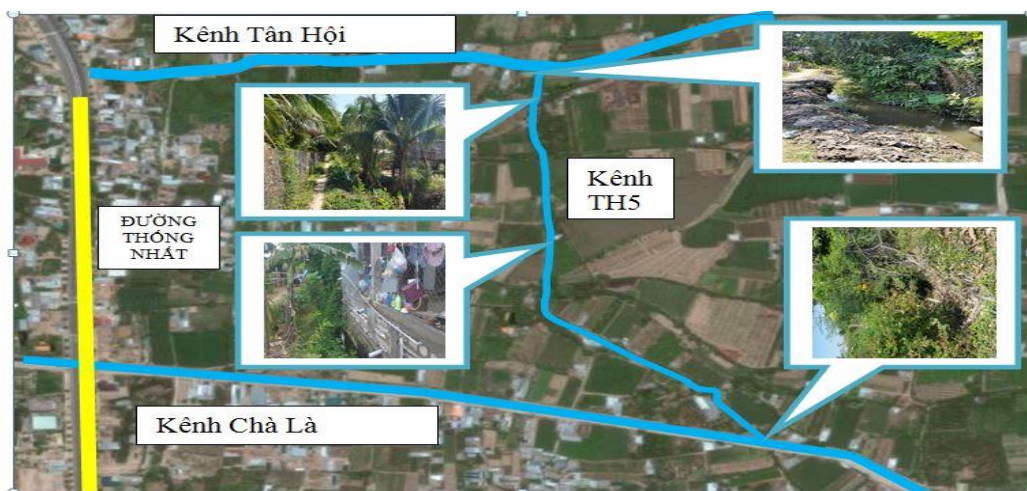 Kênh Tân Hội
Kênh
TH5
ĐƯỜNG
THỐNG
NHẤT
Kênh Chà Là